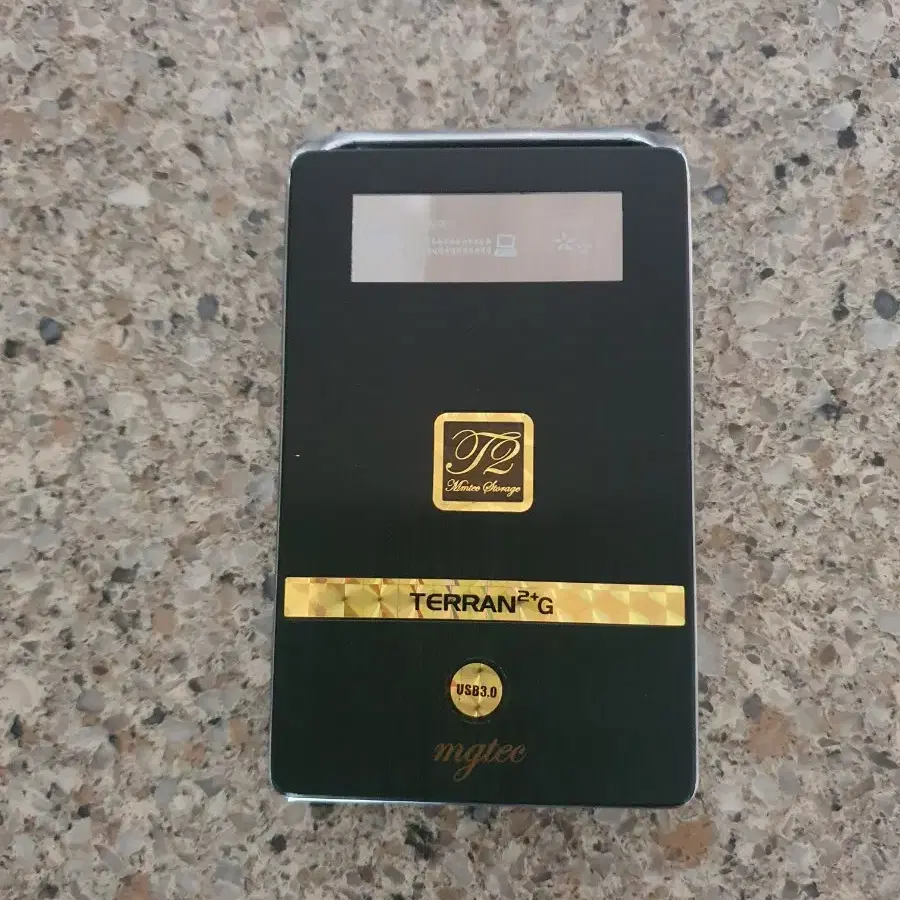 T2
Mmtec Storage
TERRAN2+G
USB3.0
mgtec